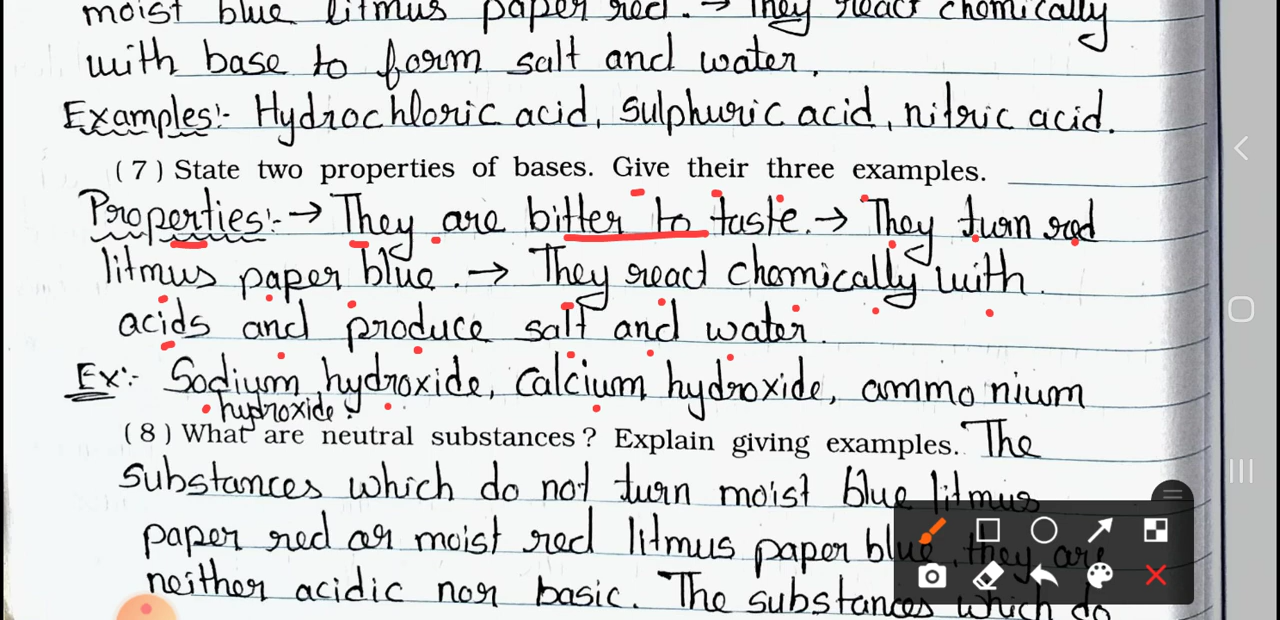 moist blue litmus paper red. → They react chemically
with base to form salt and water.
Examples:- Hydrochloric acid, Sulphuric acid, nitric acid.
(7) State two properties of bases. Give their three examples.
Properties:- → They are bitter to taste. → They turn red
litmus paper blue. → They react chemically with
acids and produce salt and water.
Ex:- Sodium hydroxide, Calcium hydroxide, ammonium
hydroxide.
(8) What are neutral substances? Explain giving examples. The
substances which do not turn moist blue litmus
paper red or moist red litmus paper blue, they are
neither acidic nor basic. The substances which do